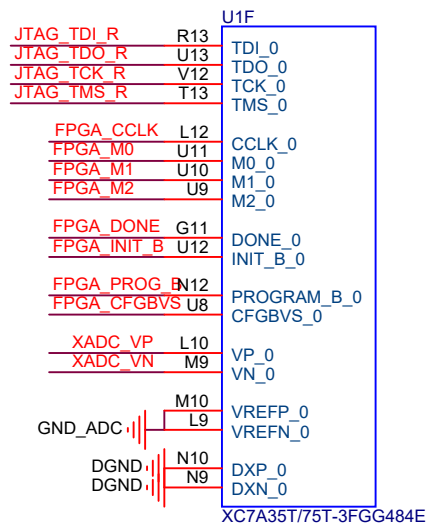 U1F
JTAG_TDI_R R13 TDI_0
JTAG_TDO_R U13 TDO_0
JTAG_TCK_R V12 TCK_0
JTAG_TMS_R T13 TMS_0
FPGA_CCLK L12 CCLK_0
FPGA_M0 U11 M0_0
FPGA_M1 U10 M1_0
FPGA_M2 U9 M2_0
FPGA_DONE G11 DONE_0
FPGA_INIT_B U12 INIT_B_0
FPGA_PROG_B N12 PROGRAM_B_0
FPGA_CFGBVS U8 CFGBVS_0
XADC_VP L10 VP_0
XADC_VN M9 VN_0
M10 VREFP_0
GND_ADC L9 VREFN_0
DGND N10 DXP_0
DGND N9 DXN_0
XC7A35T/75T-3FGG484E